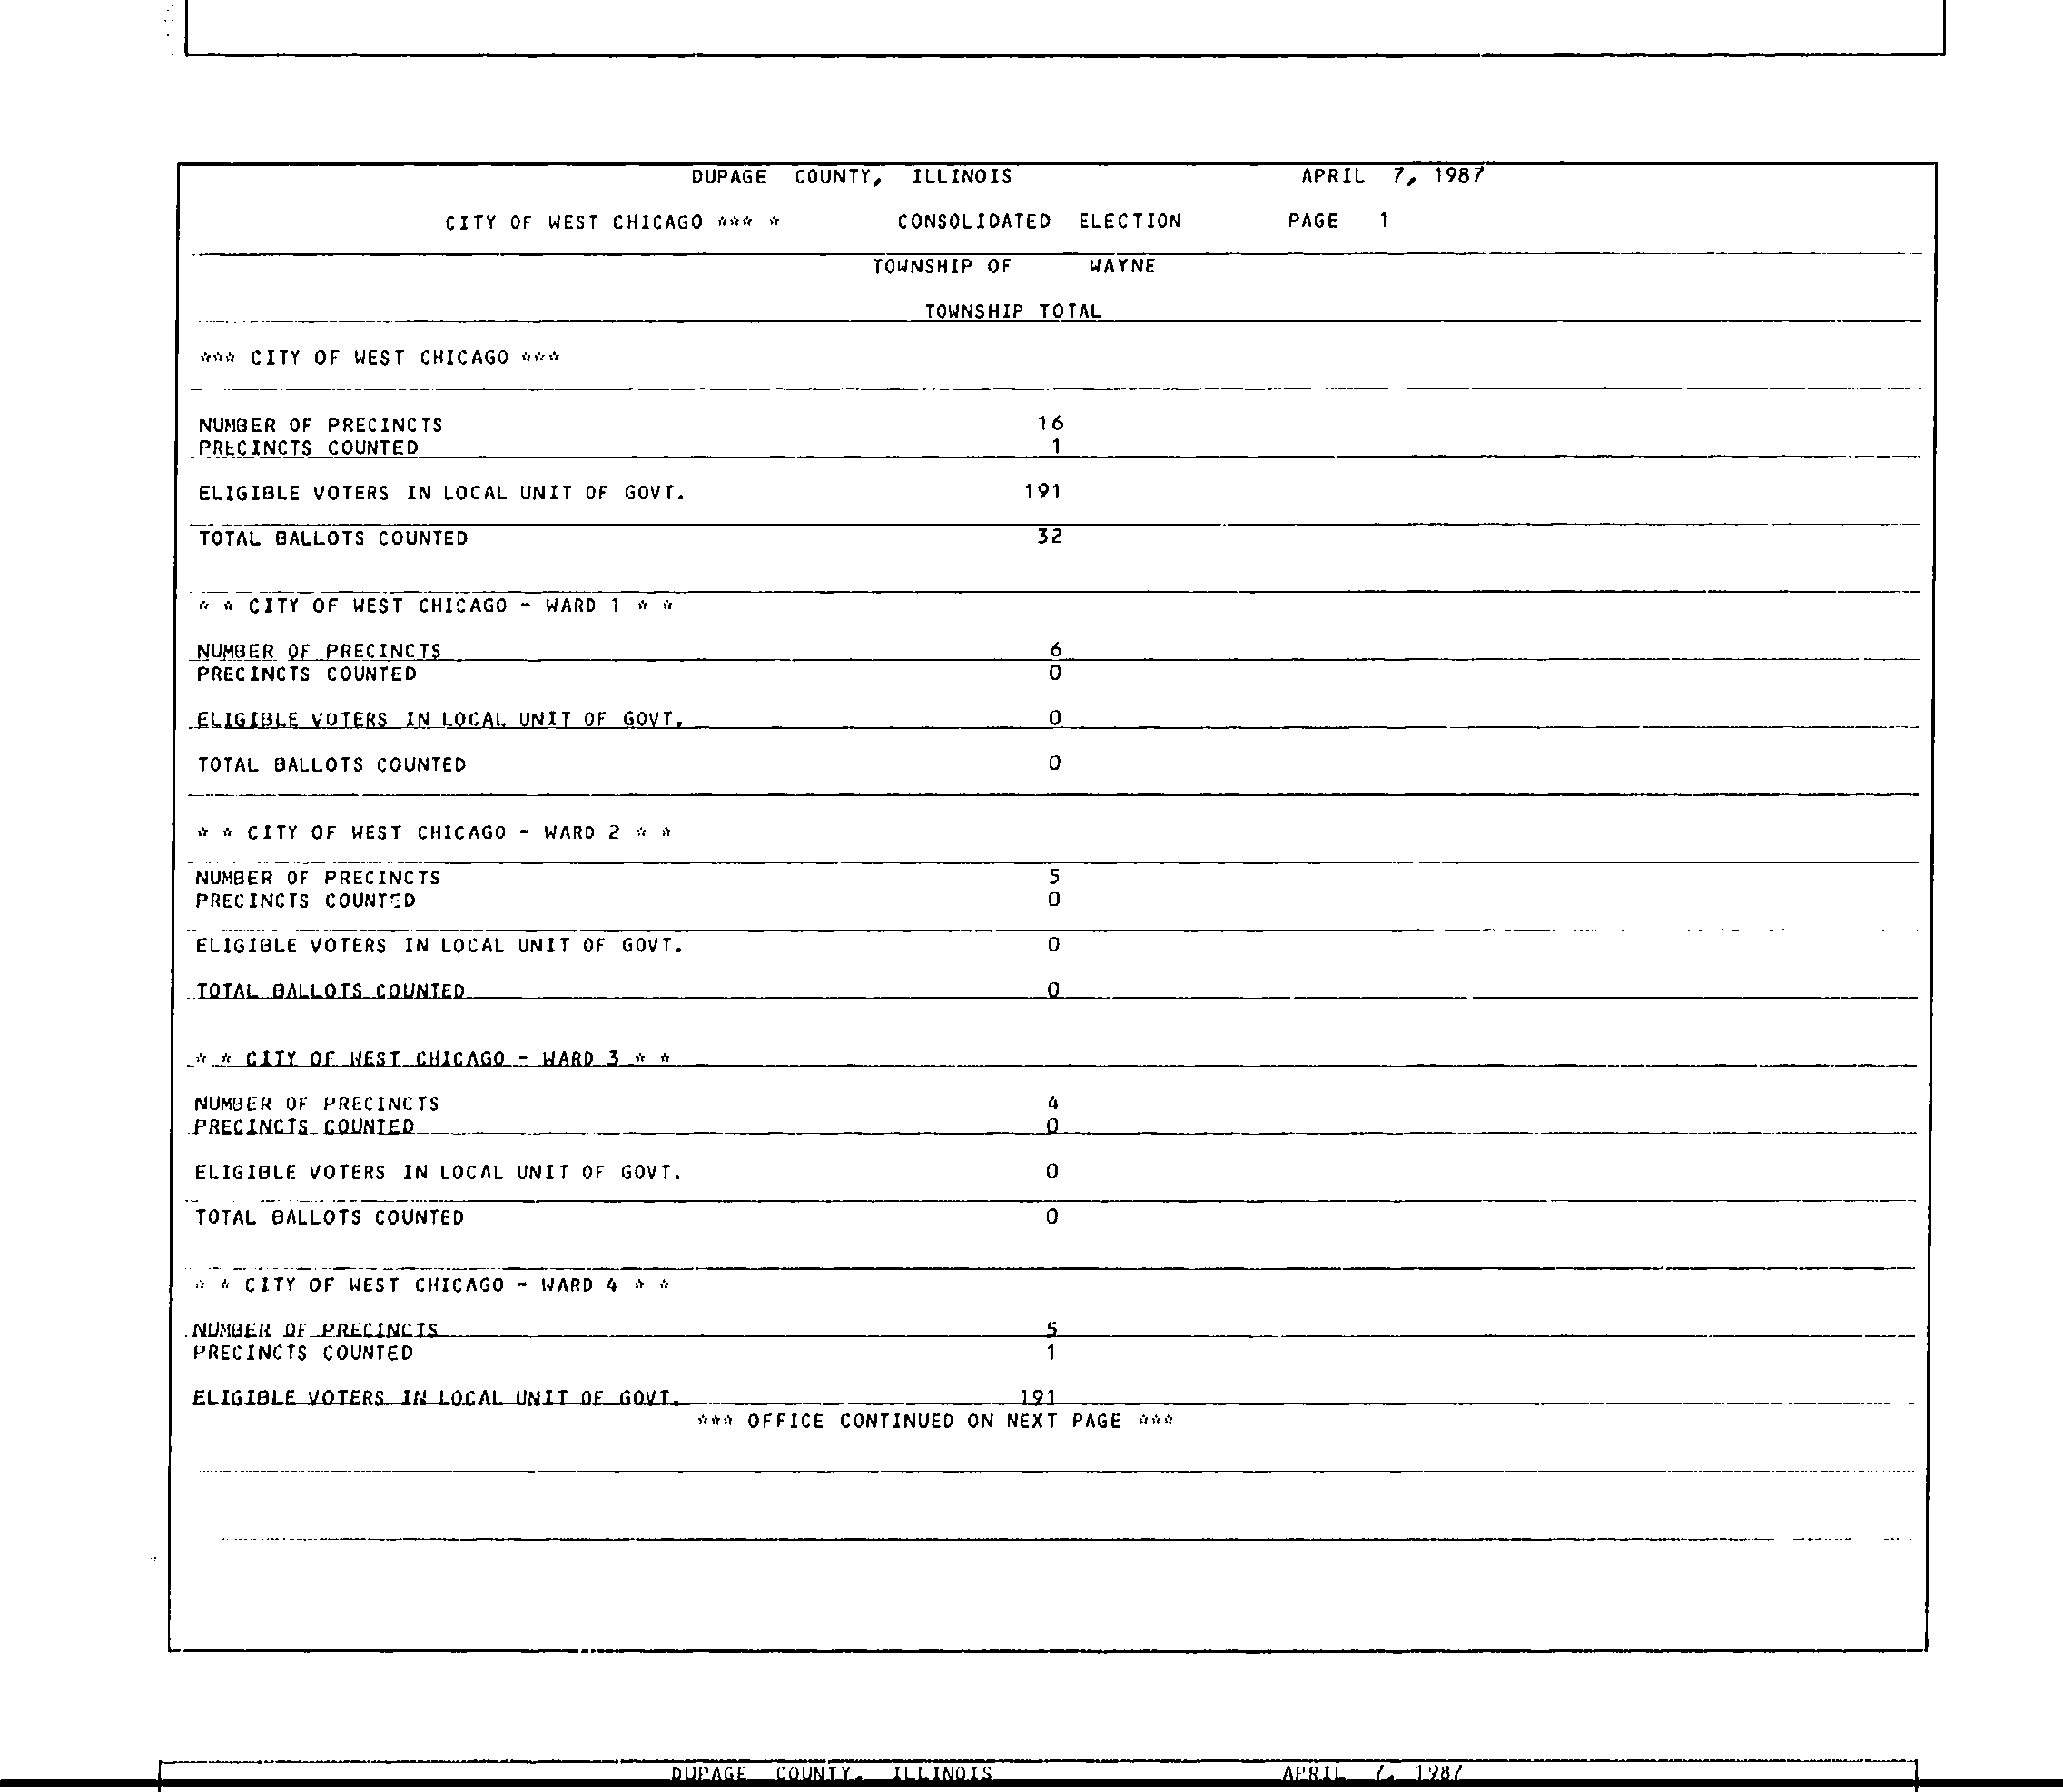 DUPAGE COUNTY, ILLINOIS APRIL 7, 1987
CITY OF WEST CHICAGO *** * CONSOLIDATED ELECTION PAGE 1
TOWNSHIP OF WAYNE
TOWNSHIP TOTAL
*** CITY OF WEST CHICAGO ***
NUMBER OF PRECINCTS 16
PRECINCTS COUNTED 1
ELIGIBLE VOTERS IN LOCAL UNIT OF GOVT. 191
TOTAL BALLOTS COUNTED 32
* * CITY OF WEST CHICAGO - WARD 1 * *
NUMBER OF PRECINCTS 6
PRECINCTS COUNTED 0
ELIGIBLE VOTERS IN LOCAL UNIT OF GOVT. 0
TOTAL BALLOTS COUNTED 0
* * CITY OF WEST CHICAGO - WARD 2 * *
NUMBER OF PRECINCTS 5
PRECINCTS COUNTED 0
ELIGIBLE VOTERS IN LOCAL UNIT OF GOVT. 0
TOTAL BALLOTS COUNTED 0
* * CITY OF WEST CHICAGO - WARD 3 * *
NUMBER OF PRECINCTS 4
PRECINCTS COUNTED 0
ELIGIBLE VOTERS IN LOCAL UNIT OF GOVT. 0
TOTAL BALLOTS COUNTED 0
* * CITY OF WEST CHICAGO - WARD 4 * *
NUMBER OF PRECINCTS 5
PRECINCTS COUNTED 1
ELIGIBLE VOTERS IN LOCAL UNIT OF GOVT. 191
*** OFFICE CONTINUED ON NEXT PAGE ***
DUPAGE COUNTY, ILLINOIS APRIL 7, 1987